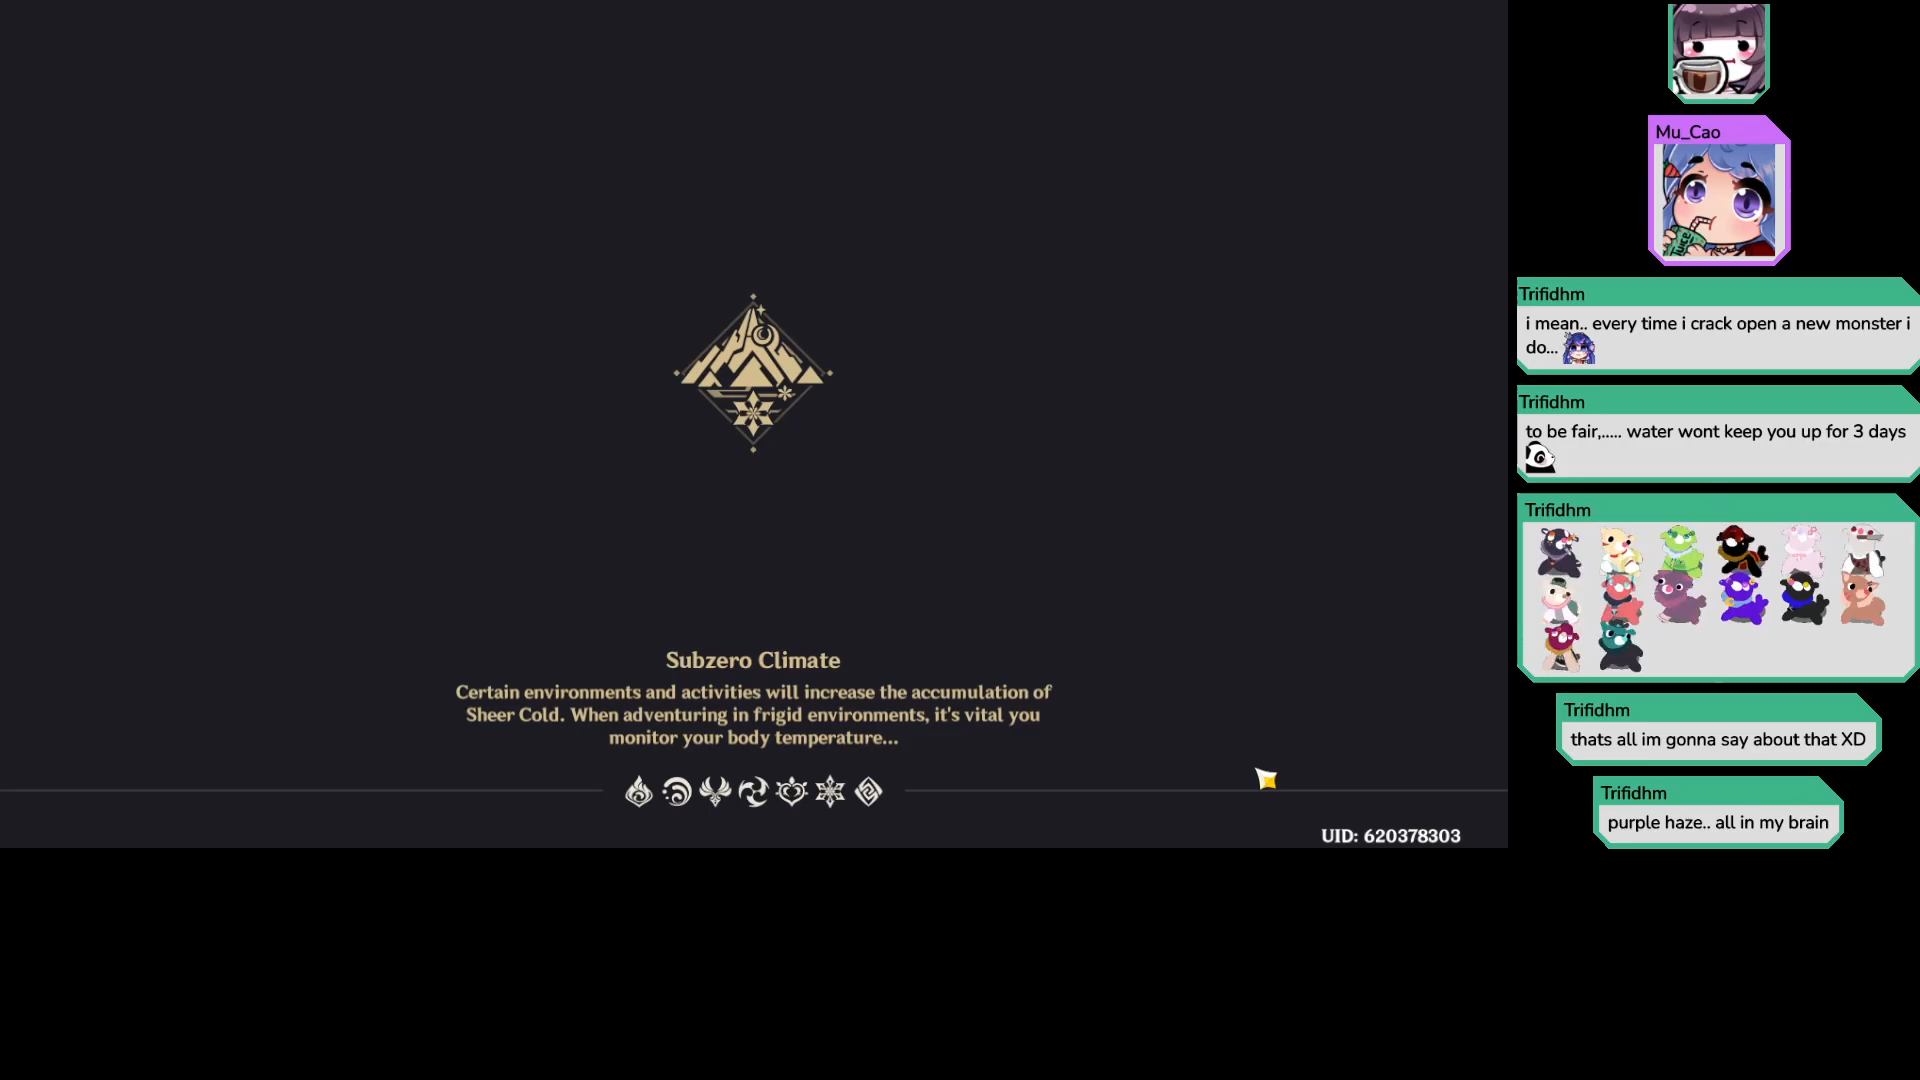 Mu_Cao
Juice
Trifidhm
i mean.. every time i crack open a new monster i
do...
Trifidhm
to be fair,..... water wont keep you up for 3 days
Trifidhm
Trifidhm
thats all im gonna say about that XD
Trifidhm
purple haze.. all in my brain
Subzero Climate
Certain environments and activities will increase the accumulation of
Sheer Cold. When adventuring in frigid environments, it's vital you
monitor your body temperature...
UID: 620378303